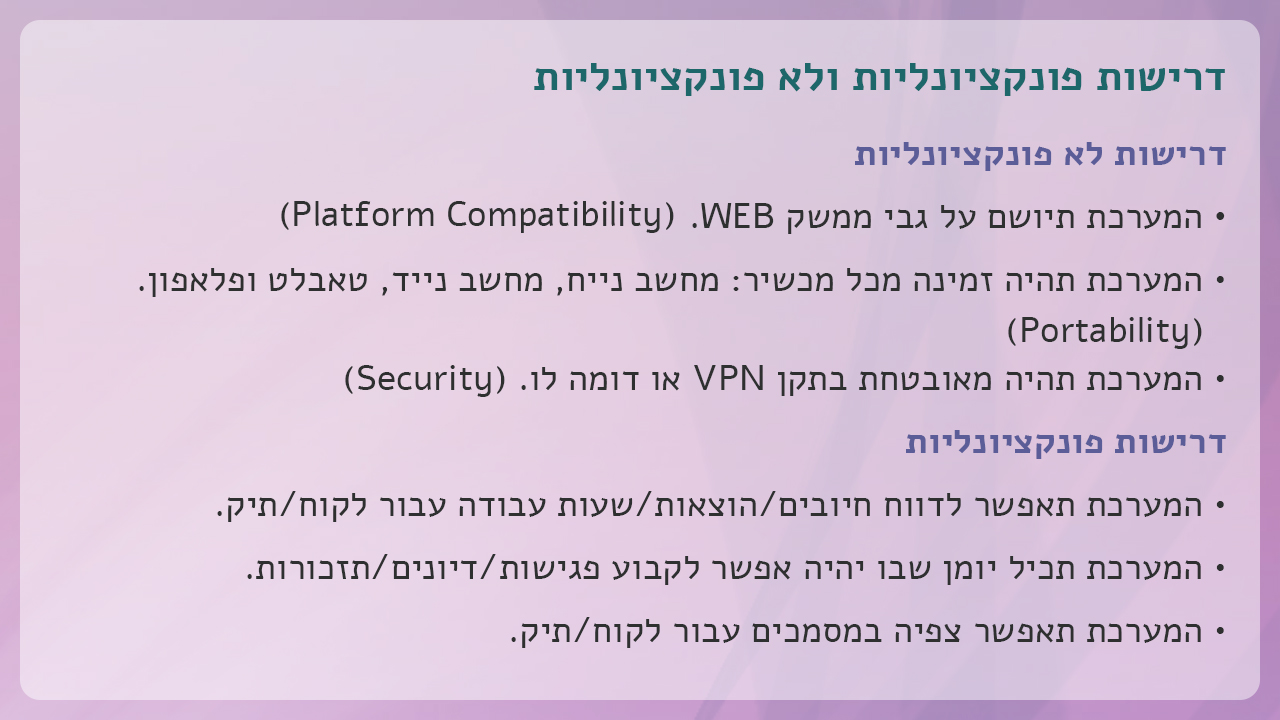 דרישות פונקציונליות ולא פונקציונליות
דרישות לא פונקציונליות
• המערכת תיושם על גבי ממשק WEB. (Platform Compatibility)
• המערכת תהיה זמינה מכל מכשיר: מחשב נייח, מחשב נייד, טאבלט ופלאפון.
(Portability)
• המערכת תהיה מאובטחת בתקן VPN או דומה לו. (Security)
דרישות פונקציונליות
• המערכת תאפשר לדווח חיובים/הוצאות/שעות עבודה עבור לקוח/תיק.
• המערכת תכיל יומן שבו יהיה אפשר לקבוע פגישות/דיונים/תזכורות.
• המערכת תאפשר צפיה במסמכים עבור לקוח/תיק.